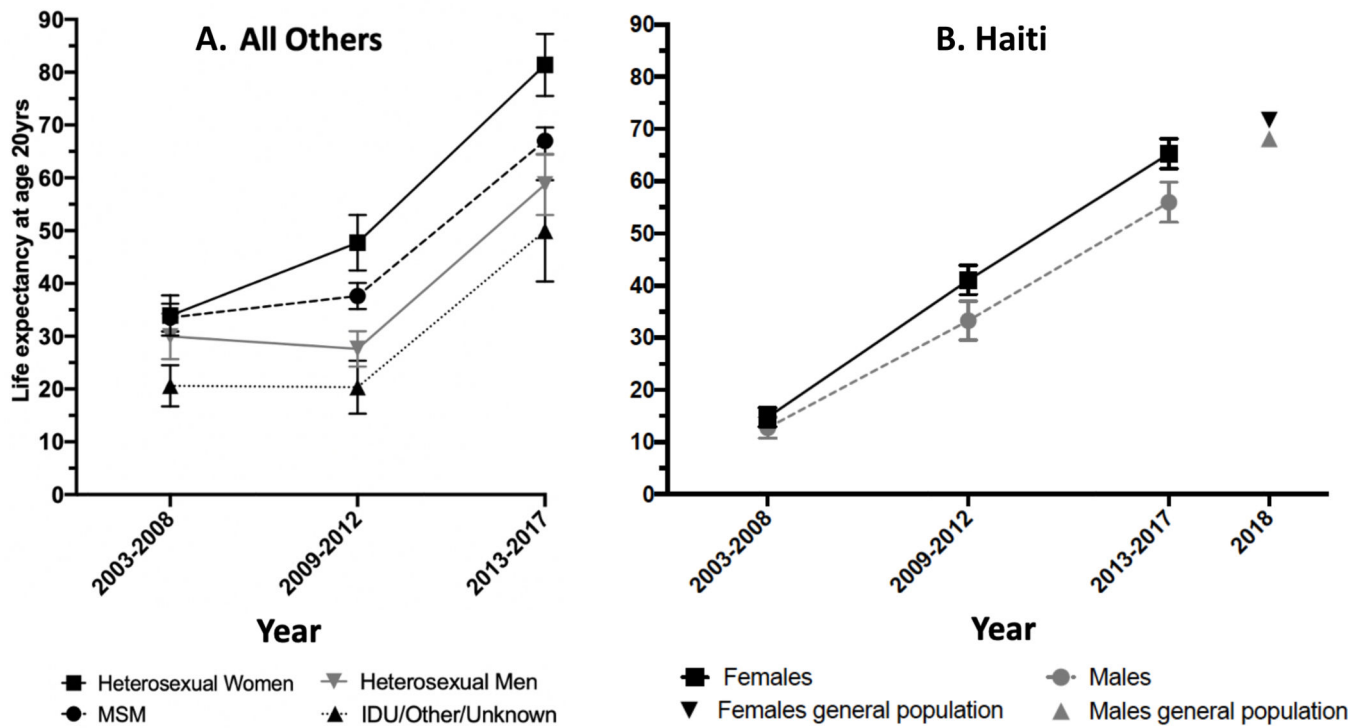 A. All Others
Life expectancy at age 20yrs
90
80
70
60
50
40
30
20
10
0
2003-2008
2009-2012
2013-2017
Year
Heterosexual Women
Heterosexual Men
MSM
IDU/Other/Unknown
B. Haiti
90
80
70
60
50
40
30
20
10
0
2003-2008
2009-2012
2013-2017
2018
Year
Females
Males
Females general population
Males general population